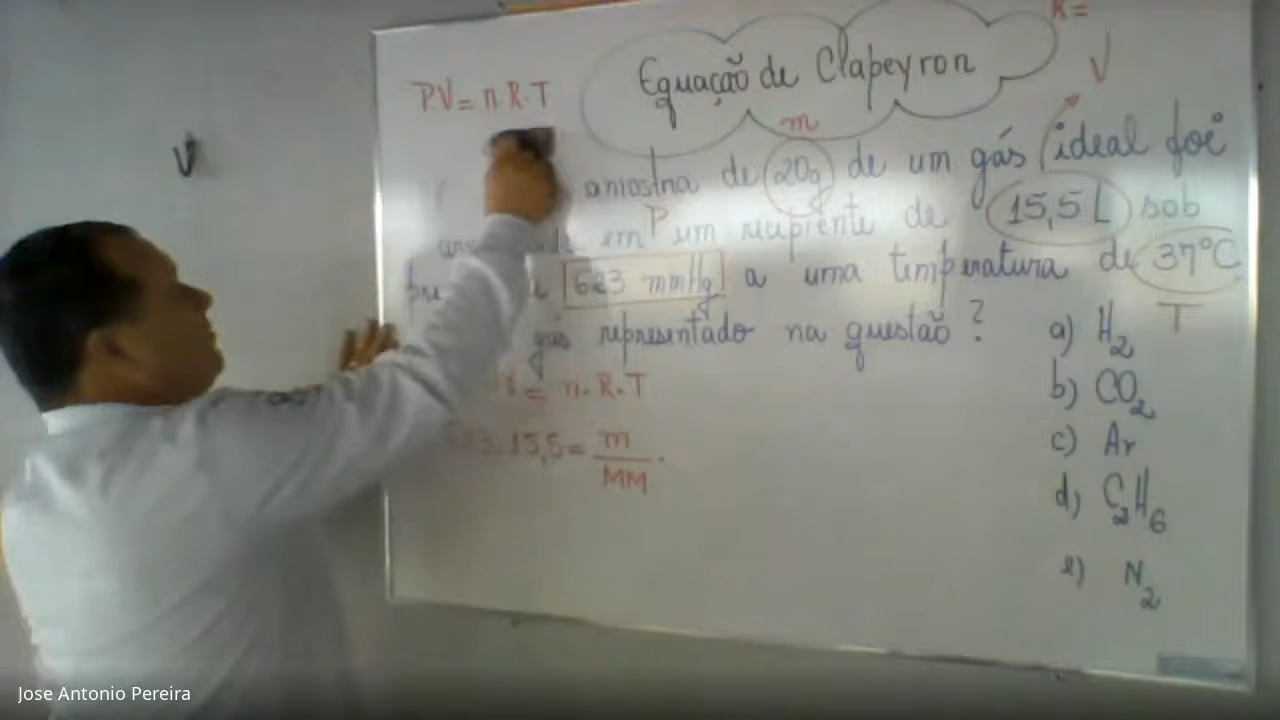 R =
Equação de Clapeyron
P.V = n.R.T
V
m
V
amostra de 20g de um gás ideal foi
em um recipiente de 15,5 L sob
P
623 mmHg a uma temperatura de 37°C
T
gás representado na questão?
a) H2
= n.R.T
b) CO2
.15,5 = m/MM .
c) Ar
d) C2H6
e) N2
Jose Antonio Pereira